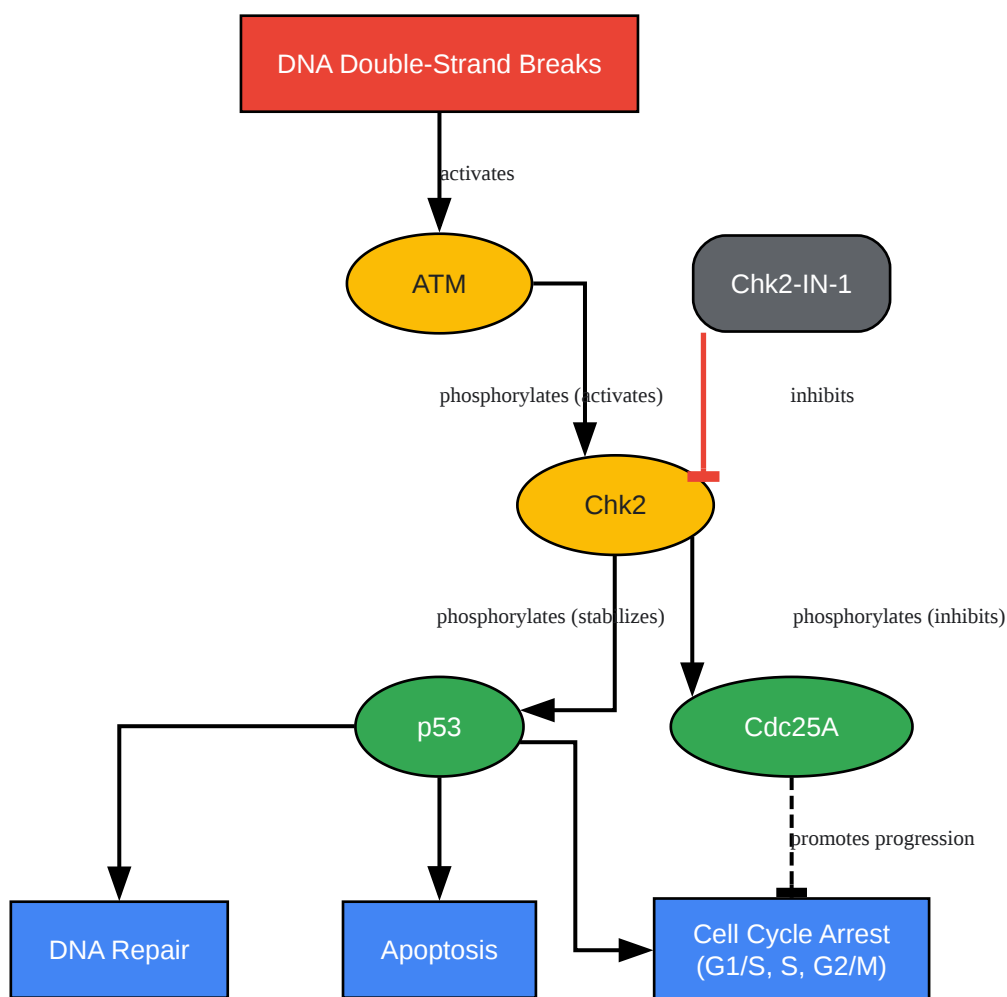 DNA Double-Strand Breaks
activates
ATM
Chk2-IN-1
phosphorylates (activates)
inhibits
Chk2
phosphorylates (stabilizes)
phosphorylates (inhibits)
p53
Cdc25A
promotes progression
DNA Repair
Apoptosis
Cell Cycle Arrest
(G1/S, S, G2/M)